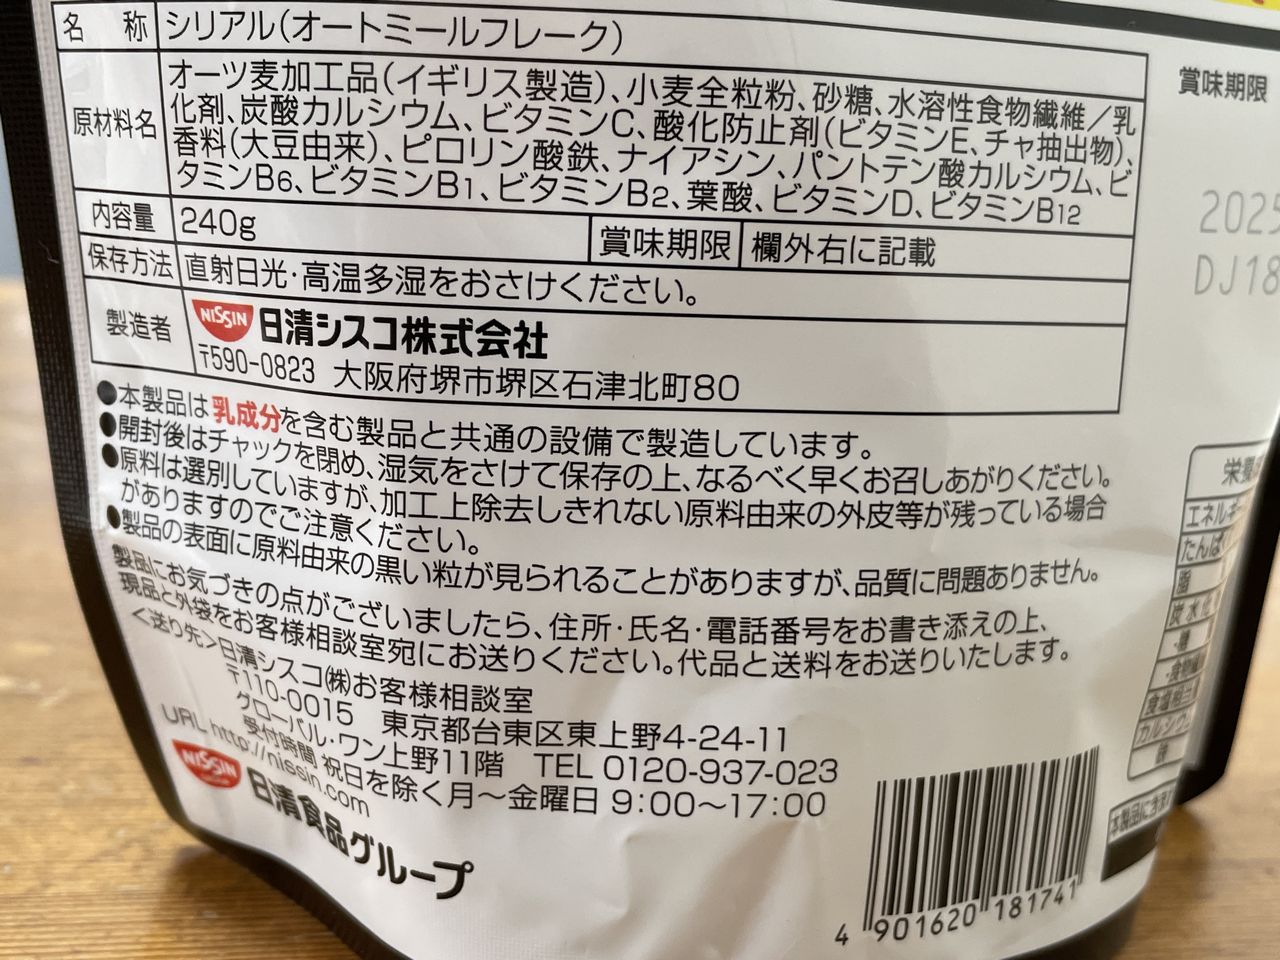 名 称 シリアル(オートミールフレーク)
原材料名 オーツ麦加工品(イギリス製造)、小麦全粒粉、砂糖、水溶性食物繊維／乳
化剤、炭酸カルシウム、ビタミンC、酸化防止剤(ビタミンE、チャ抽出物)、
香料(大豆由来)、ピロリン酸鉄、ナイアシン、パントテン酸カルシウム、ビ
タミンB6、ビタミンB1、ビタミンB2、葉酸、ビタミンD、ビタミンB12
内容量 240g 賞味期限 欄外右に記載
保存方法 直射日光・高温多湿をおさけください。
製造者 NISSIN 日清シスコ株式会社
〒590-0823 大阪府堺市堺区石津北町80
●本製品は乳成分を含む製品と共通の設備で製造しています。
●開封後はチャックを閉め、湿気をさけて保存の上、なるべく早くお召しあがりください。
●原料は選別していますが、加工上除去しきれない原料由来の外皮等が残っている場合
がありますのでご注意ください。
●製品の表面に原料由来の黒い粒が見られることがありますが、品質に問題ありません。
製品にお気づきの点がございましたら、住所・氏名・電話番号をお書き添えの上、
現品と外袋をお客様相談室宛にお送りください。代品と送料をお送りいたします。
＜送り先＞日清シスコ(株)お客様相談室
〒110-0015 東京都台東区東上野4-24-11
グローバル・ワン上野11階 TEL 0120-937-023
受付時間 祝日を除く月～金曜日 9:00～17:00
URL http://nissin.com
NISSIN 日清食品グループ
4 901620 181741
賞味期限
2025
DJ18
栄養
エネルギ
たんぱ
脂
炭水化
-糖
-食物繊
食塩相当
カルシウ
鉄
本製品に含ま